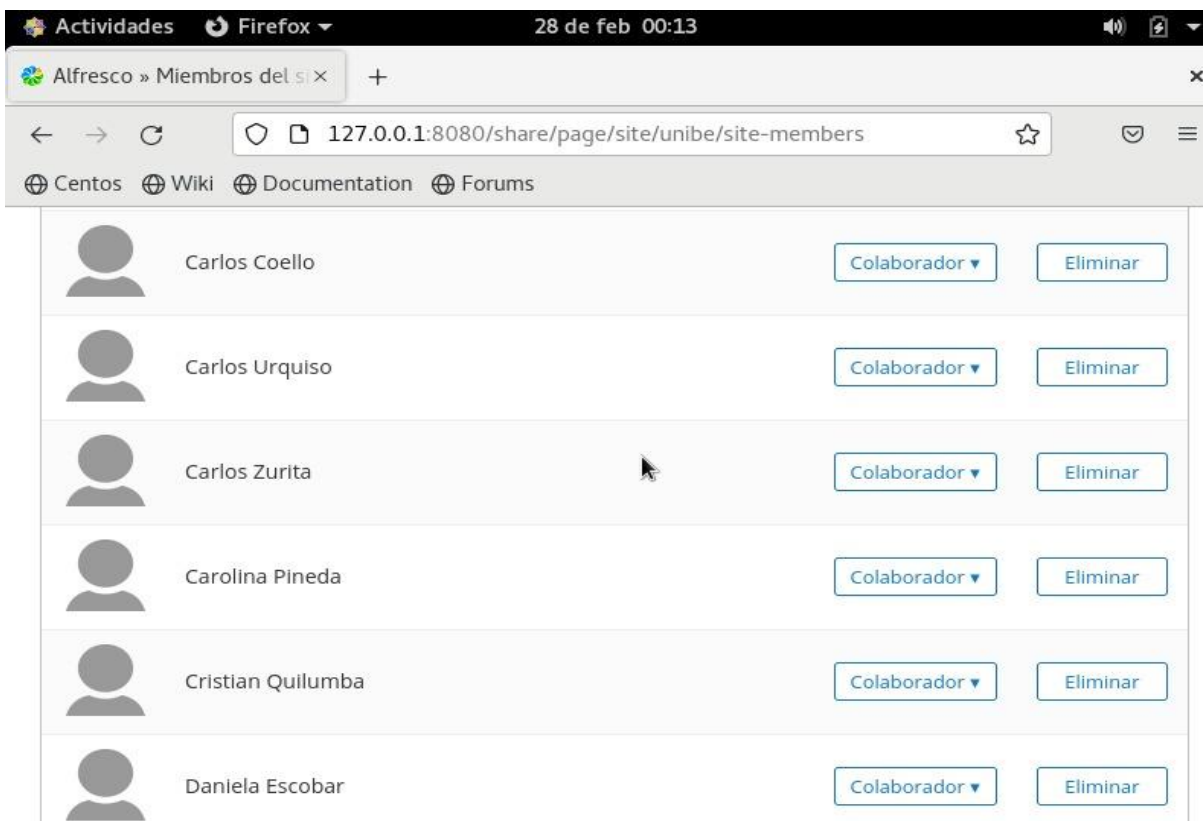 Actividades Firefox 28 de feb 00:13
Alfresco » Miembros del si
127.0.0.1:8080/share/page/site/unibe/site-members
Centos Wiki Documentation Forums
Carlos Coello Colaborador ▾ Eliminar
Carlos Urquiso Colaborador ▾ Eliminar
Carlos Zurita Colaborador ▾ Eliminar
Carolina Pineda Colaborador ▾ Eliminar
Cristian Quilumba Colaborador ▾ Eliminar
Daniela Escobar Colaborador ▾ Eliminar